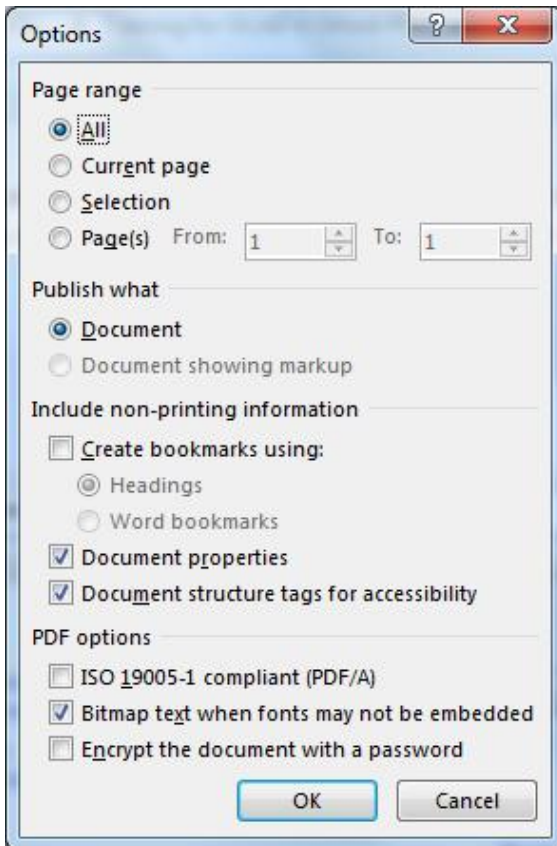 Options
Page range
All
Current page
Selection
Page(s) From: 1 To: 1
Publish what
Document
Document showing markup
Include non-printing information
Create bookmarks using:
Headings
Word bookmarks
Document properties
Document structure tags for accessibility
PDF options
ISO 19005-1 compliant (PDF/A)
Bitmap text when fonts may not be embedded
Encrypt the document with a password
OK Cancel